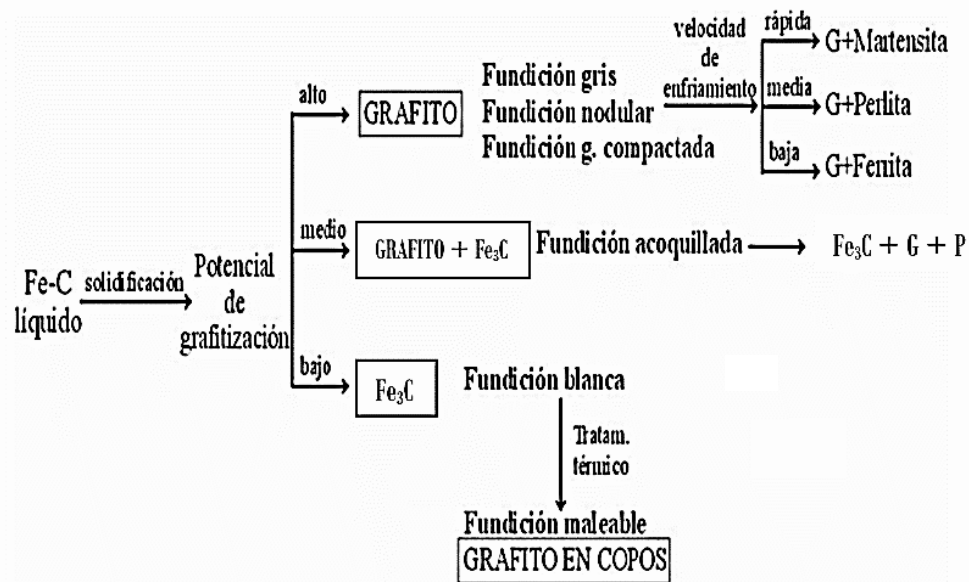 Fe-C
líquido
solidificación
Potencial
de
grafitización
alto
GRAFITO
Fundición gris
Fundición nodular
Fundición g. compactada
velocidad
de
enfriamiento
rápida
G+Martensita
media
G+Perlita
baja
G+Ferrita
medio
GRAFITO + Fe₃C
Fundición acoquillada
Fe₃C + G + P
bajo
Fe₃C
Fundición blanca
Tratam.
térmico
Fundición maleable
GRAFITO EN COPOS